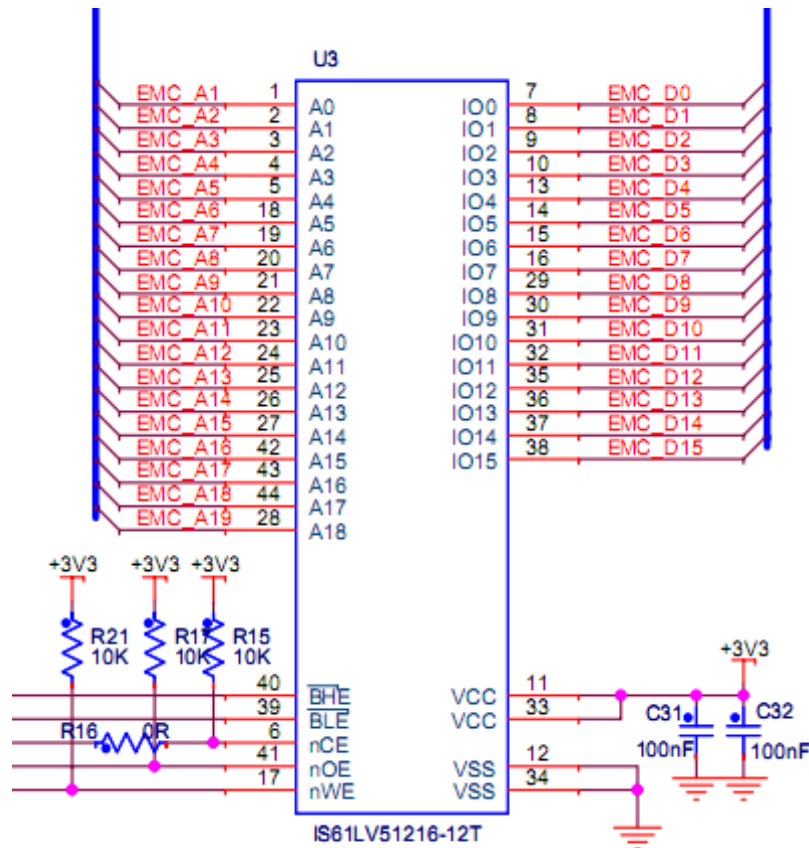 U3
EMC_A1 1 A0 IO0 7 EMC_D0
EMC_A2 2 A1 IO1 8 EMC_D1
EMC_A3 3 A2 IO2 9 EMC_D2
EMC_A4 4 A3 IO3 10 EMC_D3
EMC_A5 5 A4 IO4 13 EMC_D4
EMC_A6 18 A5 IO5 14 EMC_D5
EMC_A7 19 A6 IO6 15 EMC_D6
EMC_A8 20 A7 IO7 16 EMC_D7
EMC_A9 21 A8 IO8 29 EMC_D8
EMC_A10 22 A9 IO9 30 EMC_D9
EMC_A11 23 A10 IO10 31 EMC_D10
EMC_A12 24 A11 IO11 32 EMC_D11
EMC_A13 25 A12 IO12 35 EMC_D12
EMC_A14 26 A13 IO13 36 EMC_D13
EMC_A15 27 A14 IO14 37 EMC_D14
EMC_A16 42 A15 IO15 38 EMC_D15
EMC_A17 43 A16
EMC_A18 44 A17
EMC_A19 28 A18
+3V3 +3V3 +3V3
R21 R17 R15
10K 10K 10K
+3V3
40 BHE VCC 11
39 BLE VCC 33
C31 C32
R16 0R 6 nCE
100nF 100nF
41 nOE VSS 12
17 nWE VSS 34
IS61LV51216-12T